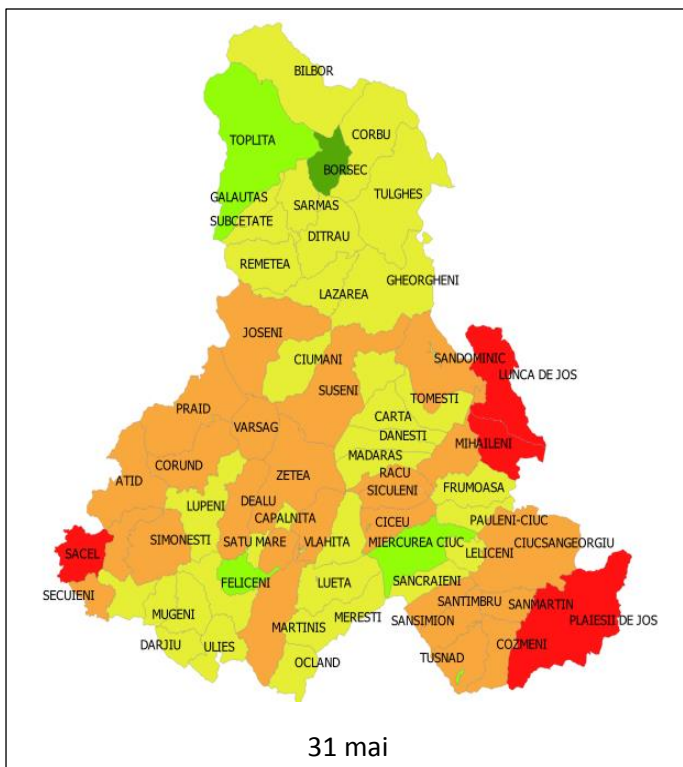 BILBOR
TOPLITA
CORBU
BORSEC
TULGHES
GALAUTAS
SARMAS
SUBCETATE
DITRAU
REMETEA
GHEORGHENI
LAZAREA
JOSENI
CIUMANI
SANDOMINIC
LUNCA DE JOS
SUSENI
TOMESTI
PRAID
CARTA
VARSAG
DANESTI
MIHAILENI
MADARAS
CORUND
ZETEA
RACU
ATID
SICULENI
FRUMOASA
DEALU
LUPENI
CAPALNITA
CICEU
PAULENI-CIUC
SIMONESTI
SATU MARE
VLAHITA
MIERCUREA CIUC
CIUCSANGEORGIU
LELICENI
SACEL
FELICENI
LUETA
SANCRAIENI
SECUIENI
SANTIMBRU
SANMARTIN
MUGENI
MERESTI
MARTINIS
SANSIMION
PLAIESII DE JOS
DARJIU
ULIES
COZMENI
TUSNAD
OCLAND
31 mai